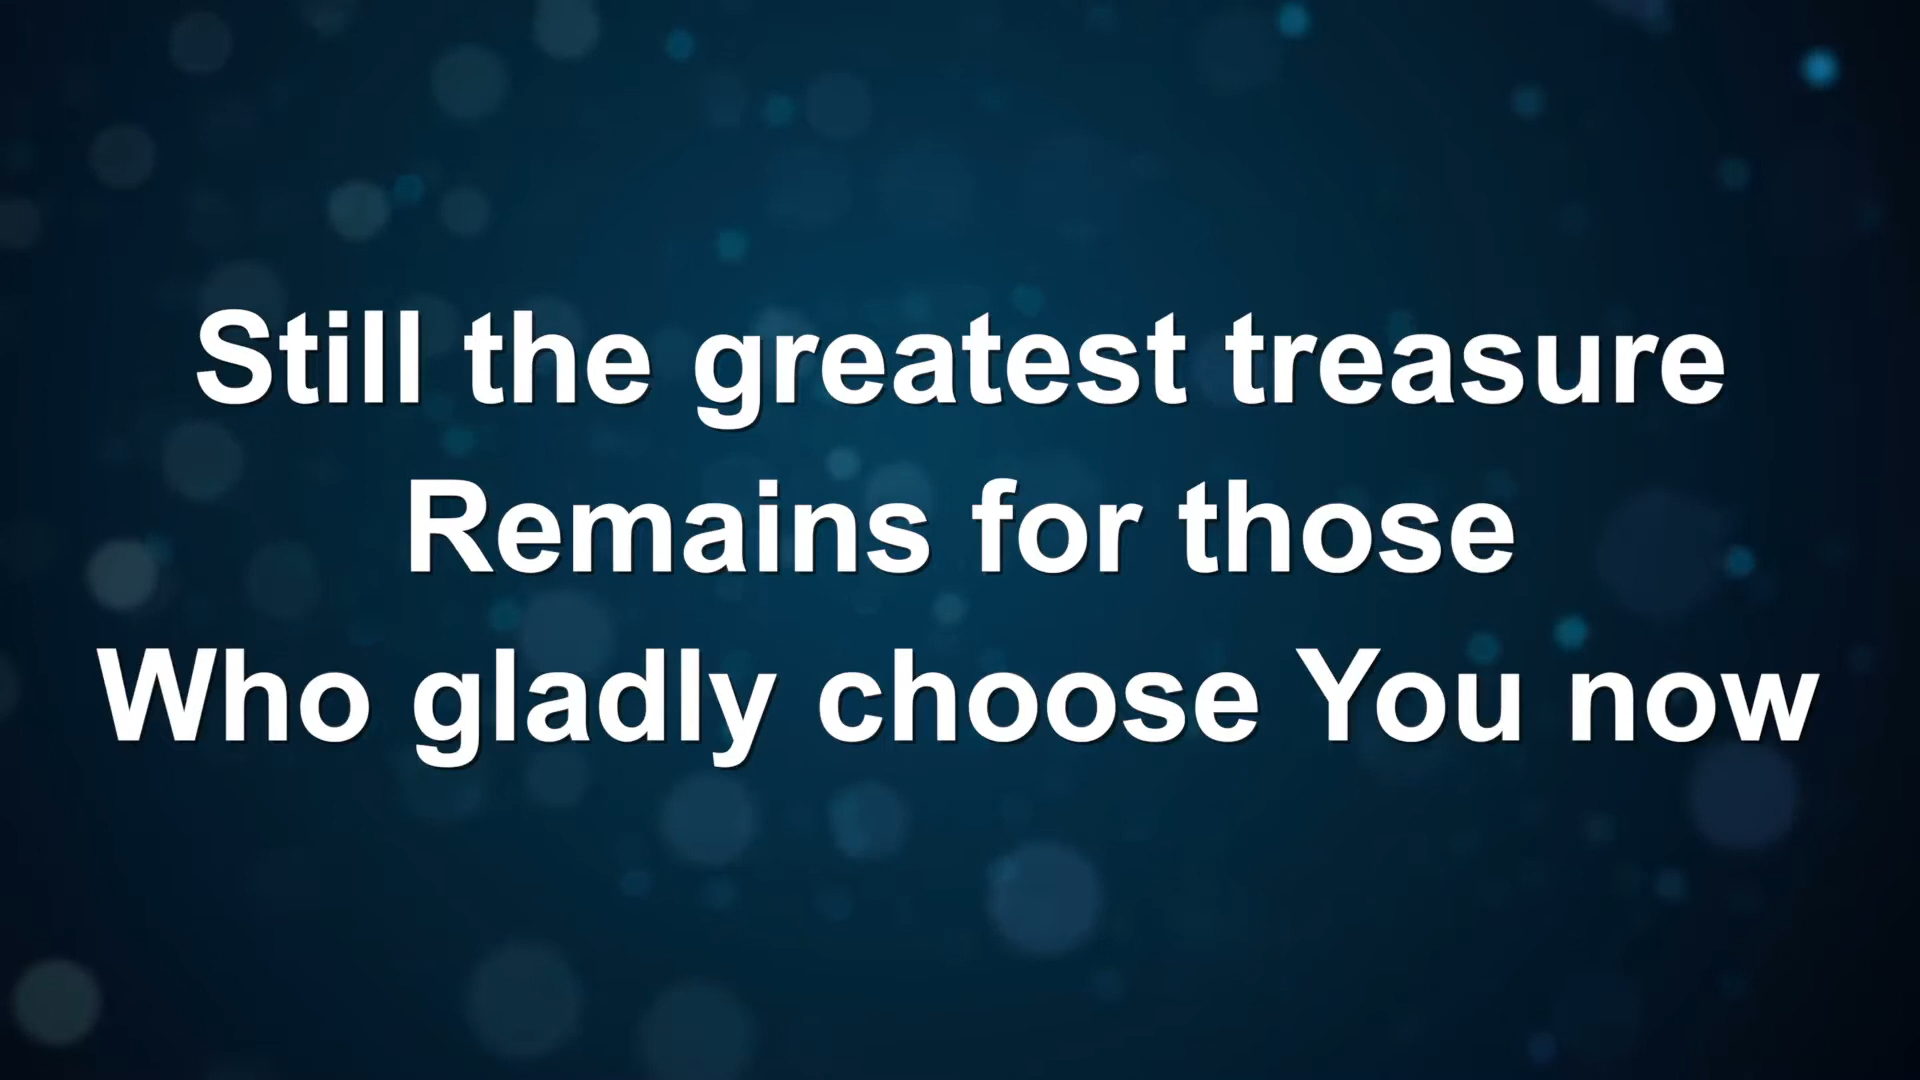 Still the greatest treasure
Remains for those
Who gladly choose You now